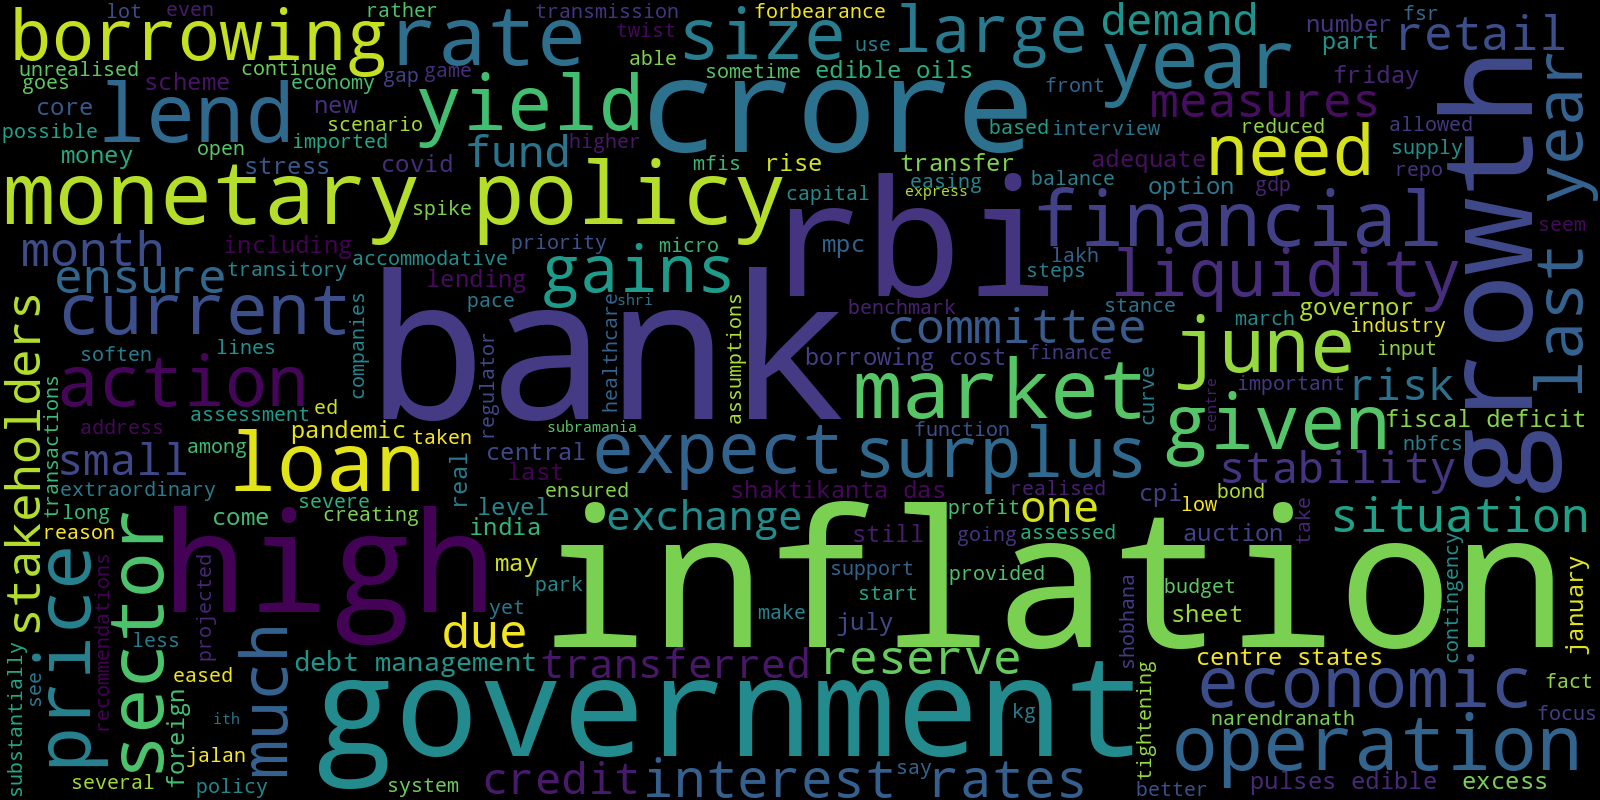 lot even rather transmission forbearance demand number fsr
borrowing rate size large year part retail
twist use able
unrealised continue economy gap game sometime edible oils friday
goes scheme front measures
core lend new yield crore growth
possible scenario imported higher based interview reduced allowed
money open stress covid fund mfis rise transfer adequate need supply
repo last year
monetary policy spike capital easing express balance option gdp
rbi financial seem
month including priority micro mpc lakh
ensure transitory accommodative lending gains steps liquidity
current companies pace bank shri healthcare assumptions benchmark stance governor
stakeholders soften lines regulator committee march june industry
action borrowing cost finance input
market curve important risk
transactions address assessment ed subramania centre given fiscal deficit
pandemic taken function nbfcs
small among loan central expect surplus stability
extraordinary severe real last ensured shaktikanta das realised cpi low bond
long come creating level exchange profit one auction take situation
reason india still going assessed
high inflation
price sector may park support provided budget contingency january
recommendations projected yet start sheet
less due make july shobhana
substantially see much debt management transferred reserve centre states
eased government economic fact
foreign ith kg tightening narendranath focus
jalan operation
several policy system credit interest rates say better pulses edible excess